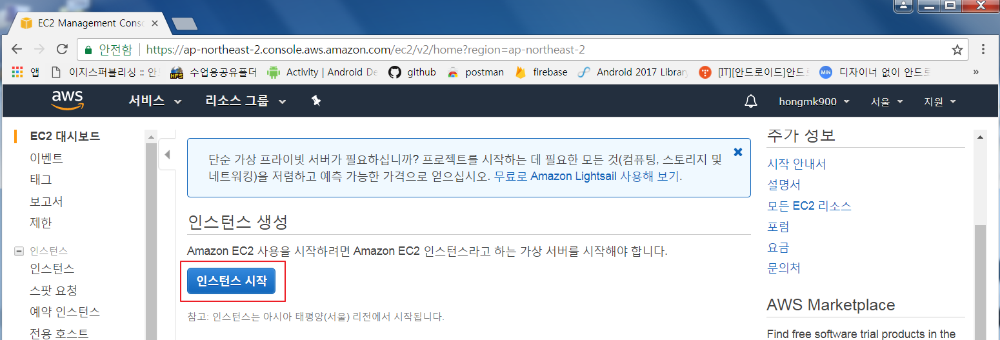 EC2 Management Conso
안전함
https://ap-northeast-2.console.aws.amazon.com/ec2/v2/home?region=ap-northeast-2
앱 이지스퍼블리싱 :: 안드 수업용공유폴더 Activity | Android De github postman firebase Android 2017 Library [IT][안드로이드]안드 디자이너 없이 안드로 »
HFS
MIN
aws 서비스 리소스 그룹 hongmk900 서울 지원
EC2 대시보드
이벤트
태그
보고서
제한
인스턴스
인스턴스
스팟 요청
예약 인스턴스
전용 호스트
단순 가상 프라이빗 서버가 필요하십니까? 프로젝트를 시작하는 데 필요한 모든 것(컴퓨팅, 스토리지 및
네트워킹)을 저렴하고 예측 가능한 가격으로 얻으십시오. 무료로 Amazon Lightsail 사용해 보기.
인스턴스 생성
Amazon EC2 사용을 시작하려면 Amazon EC2 인스턴스라고 하는 가상 서버를 시작해야 합니다.
인스턴스 시작
참고: 인스턴스는 아시아 태평양(서울) 리전에서 시작됩니다.
추가 정보
시작 안내서
설명서
모든 EC2 리소스
포럼
요금
문의처
AWS Marketplace
Find free software trial products in the